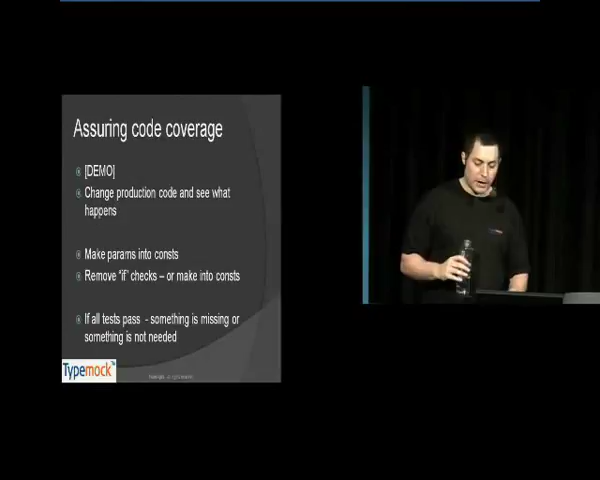 Assuring code coverage
[DEMO]
Change production code and see what
happens
Make params into consts
Remove "if" checks – or make into consts
If all tests pass - something is missing or
something is not needed
Typemock